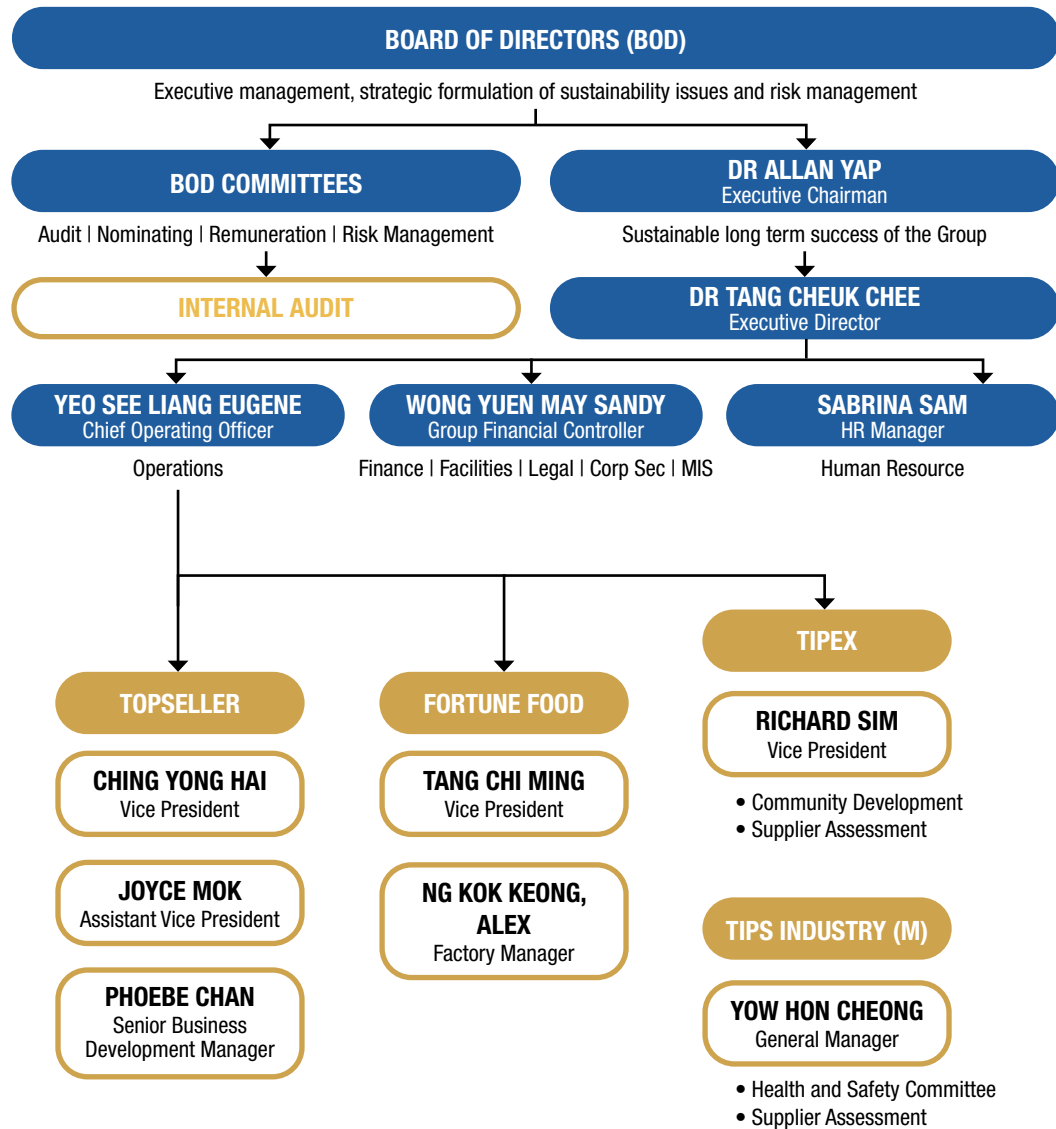 BOARD OF DIRECTORS (BOD)
Executive management, strategic formulation of sustainability issues and risk management
BOD COMMITTEES
Audit | Nominating | Remuneration | Risk Management
INTERNAL AUDIT
DR ALLAN YAP
Executive Chairman
Sustainable long term success of the Group
DR TANG CHEUK CHEE
Executive Director
YEO SEE LIANG EUGENE
Chief Operating Officer
Operations
WONG YUEN MAY SANDY
Group Financial Controller
Finance | Facilities | Legal | Corp Sec | MIS
SABRINA SAM
HR Manager
Human Resource
TOPSELLER
CHING YONG HAI
Vice President
JOYCE MOK
Assistant Vice President
PHOEBE CHAN
Senior Business
Development Manager
FORTUNE FOOD
TANG CHI MING
Vice President
NG KOK KEONG,
ALEX
Factory Manager
TIPEX
RICHARD SIM
Vice President
• Community Development
• Supplier Assessment
TIPS INDUSTRY (M)
YOW HON CHEONG
General Manager
• Health and Safety Committee
• Supplier Assessment